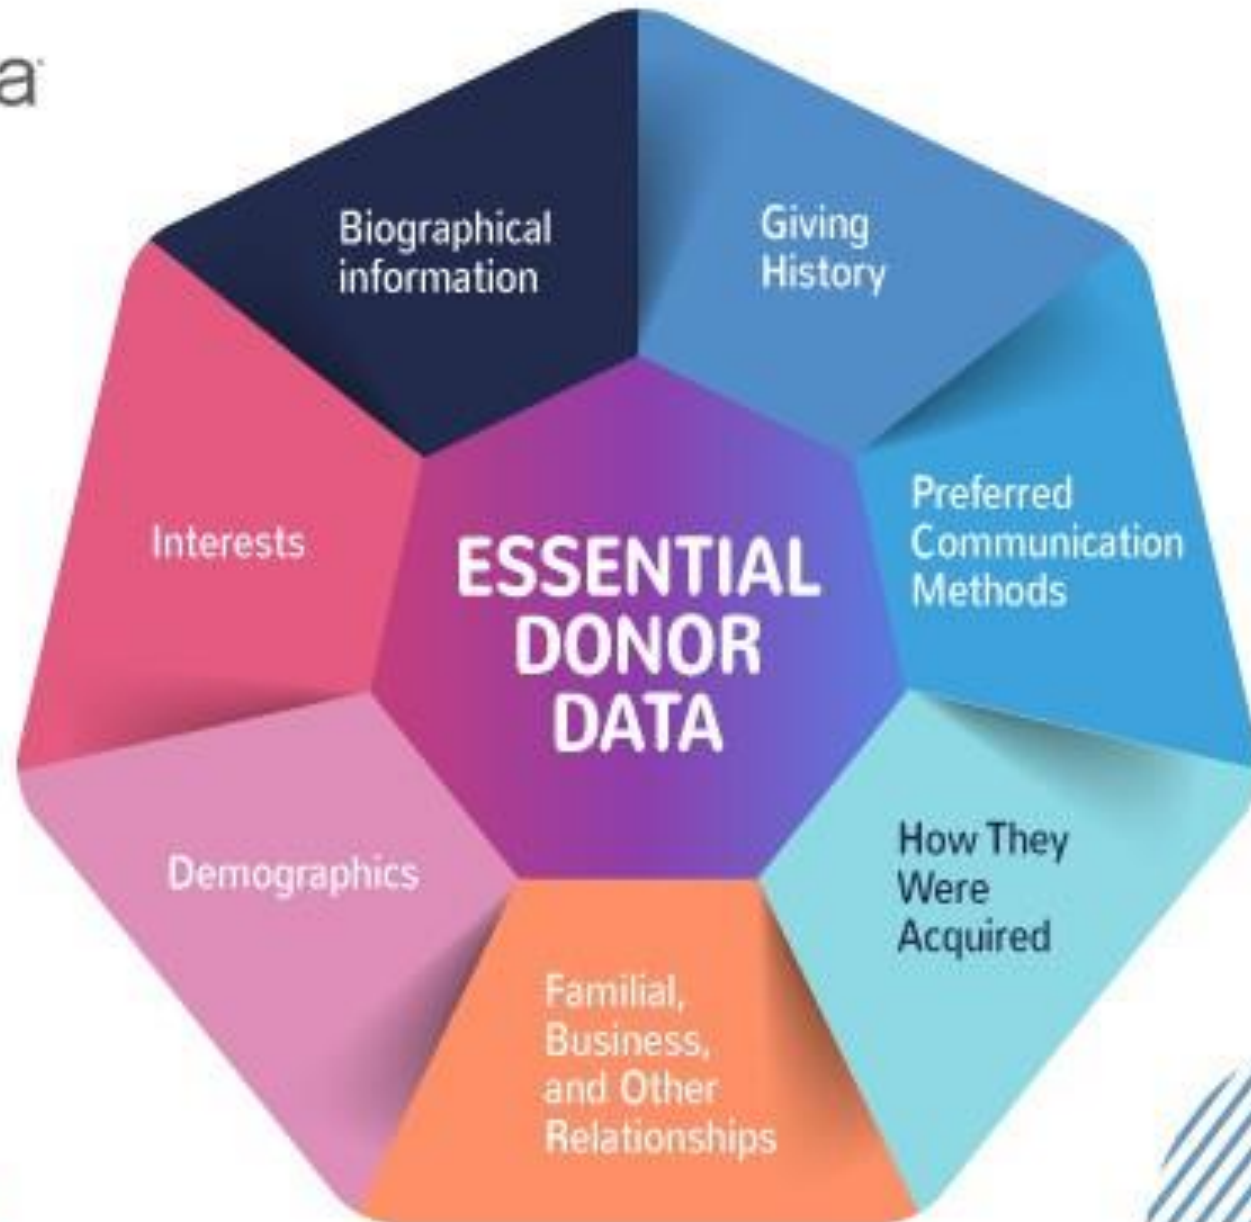 a
Biographical
information
Giving
History
Preferred
Communication
Methods
How They
Were
Acquired
Familial,
Business,
and Other
Relationships
Demographics
Interests
ESSENTIAL
DONOR
DATA